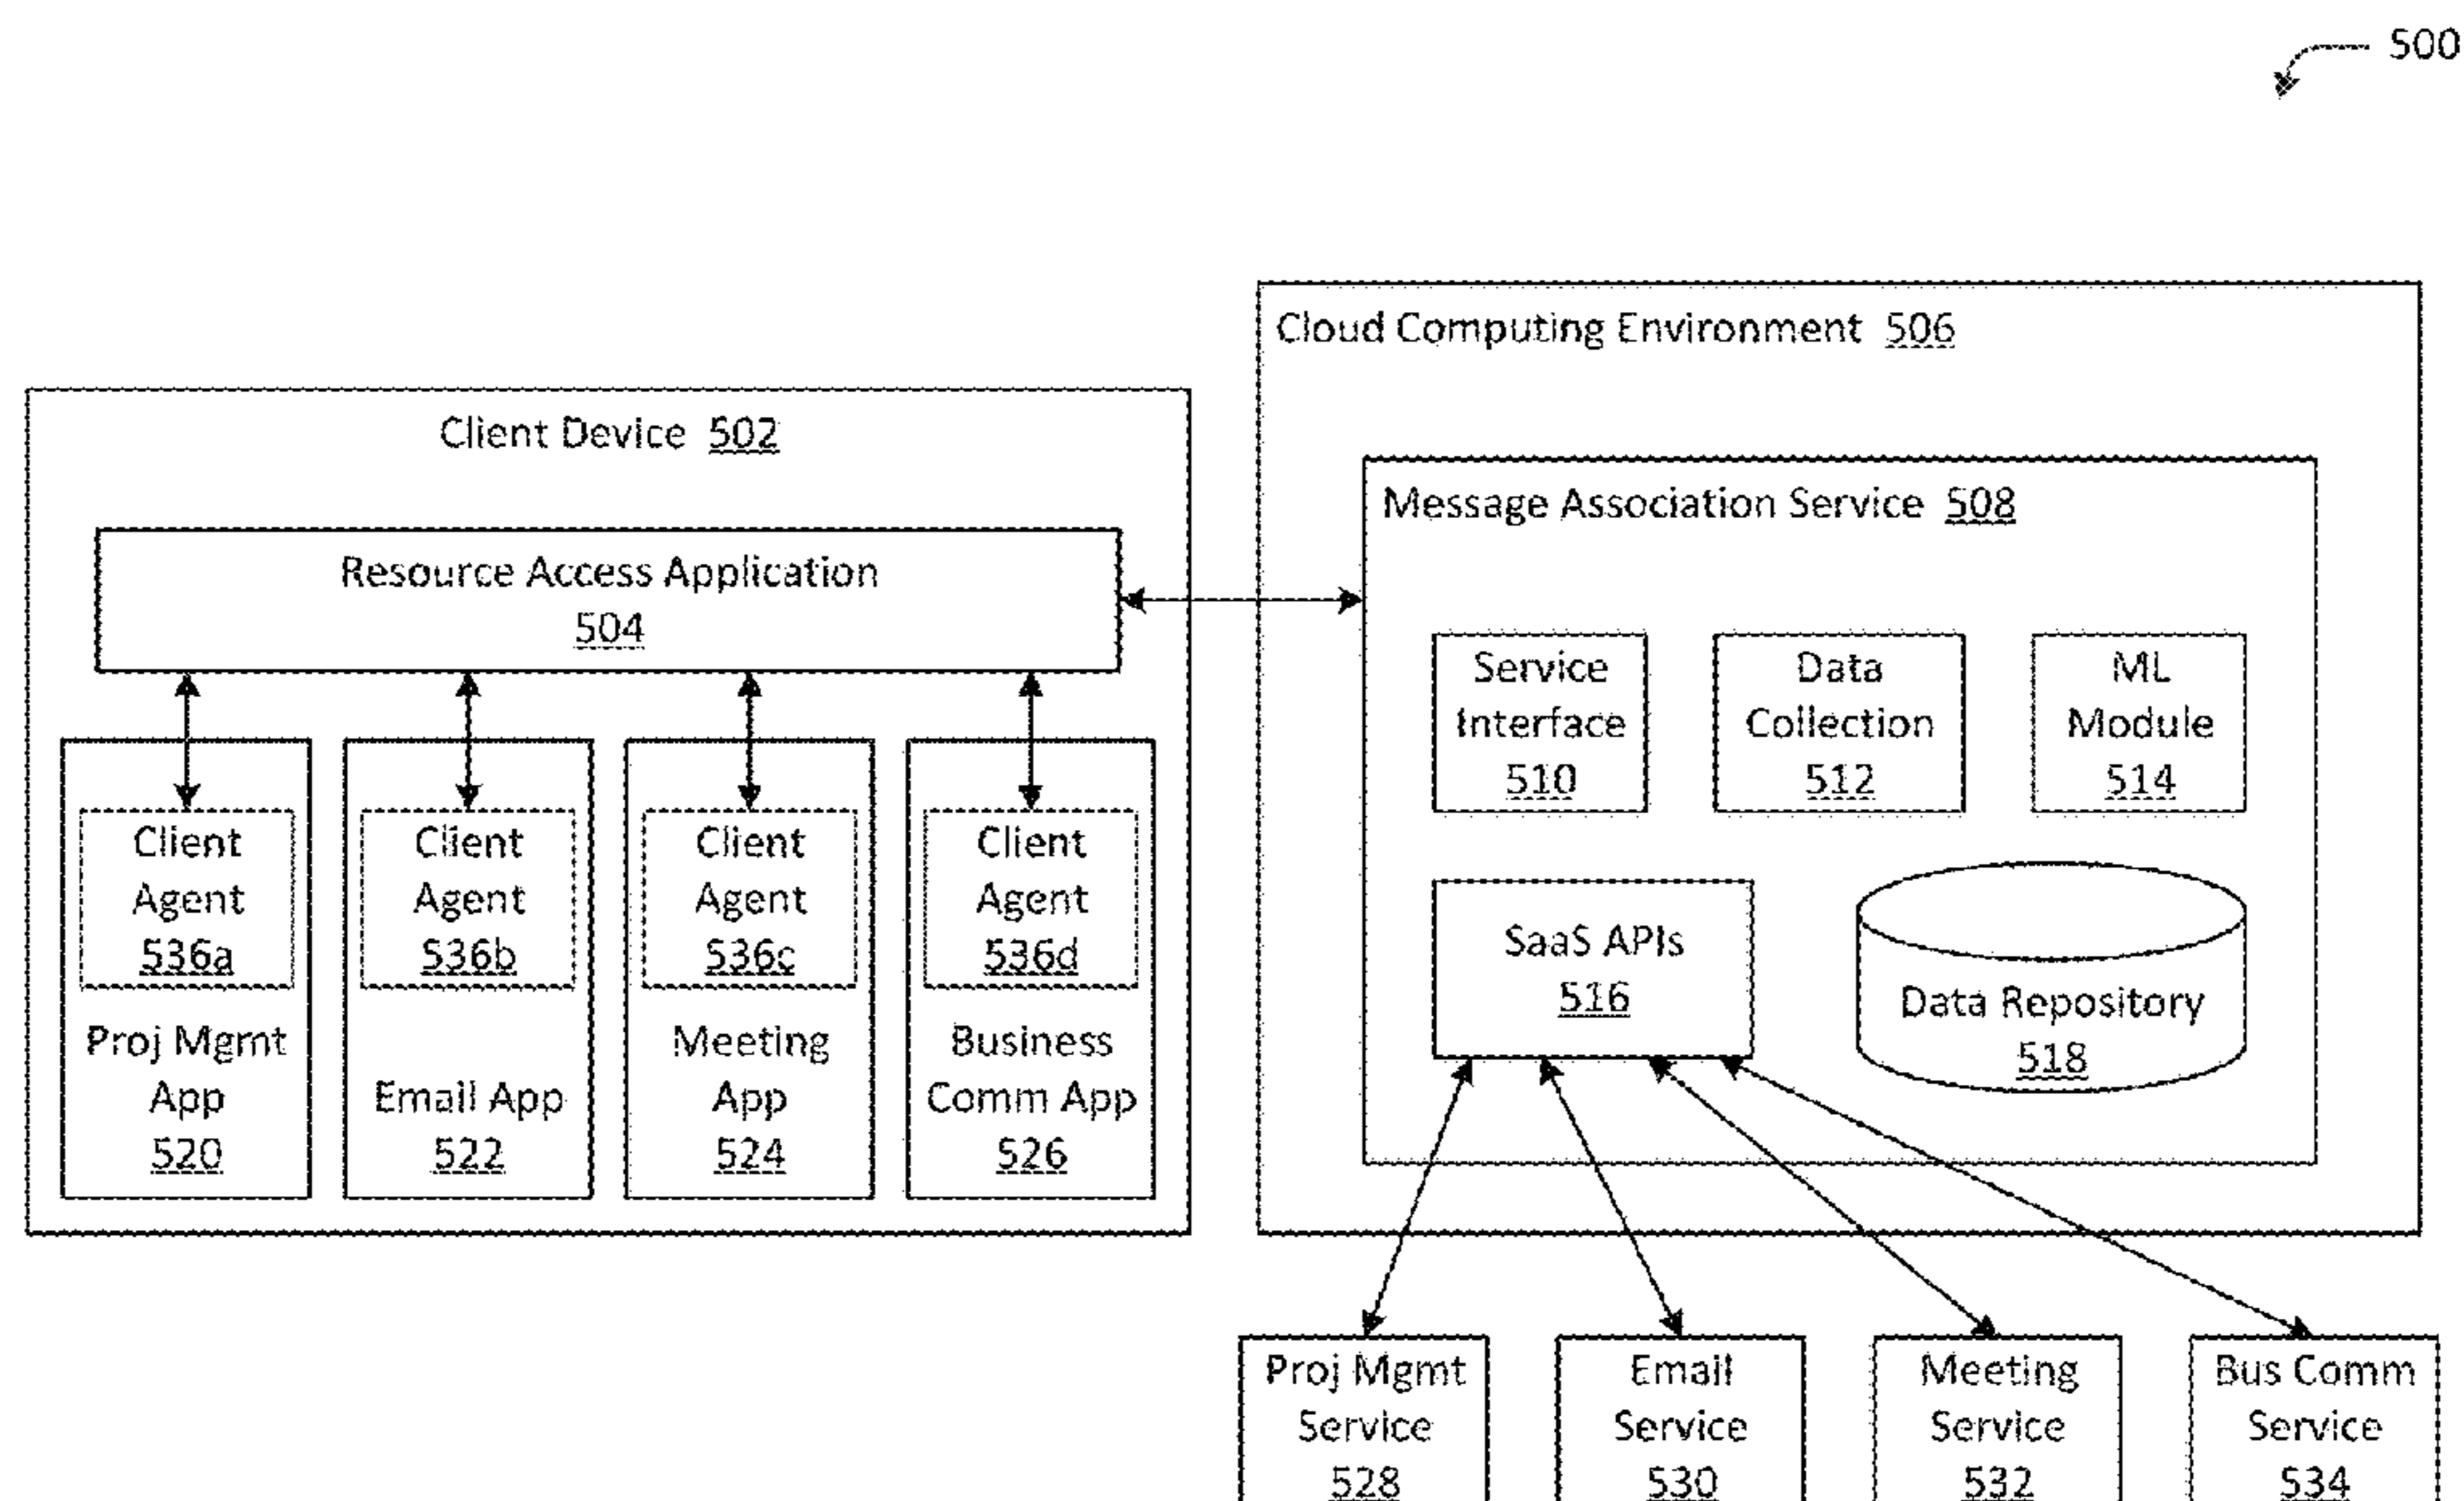 500
Cloud Computing Environment 506
Client Device 502
Message Association Service 508
Resource Access Application
504
Service
Interface
510
Data
Collection
512
ML
Module
514
Client
Agent
536a
Proj Mgmt
App
520
Client
Agent
536b
Email App
522
Client
Agent
536c
Meeting
App
524
Client
Agent
536d
Business
Comm App
526
SaaS APIs
516
Data Repository
518
Proj Mgmt
Service
528
Email
Service
530
Meeting
Service
532
Bus Comm
Service
534